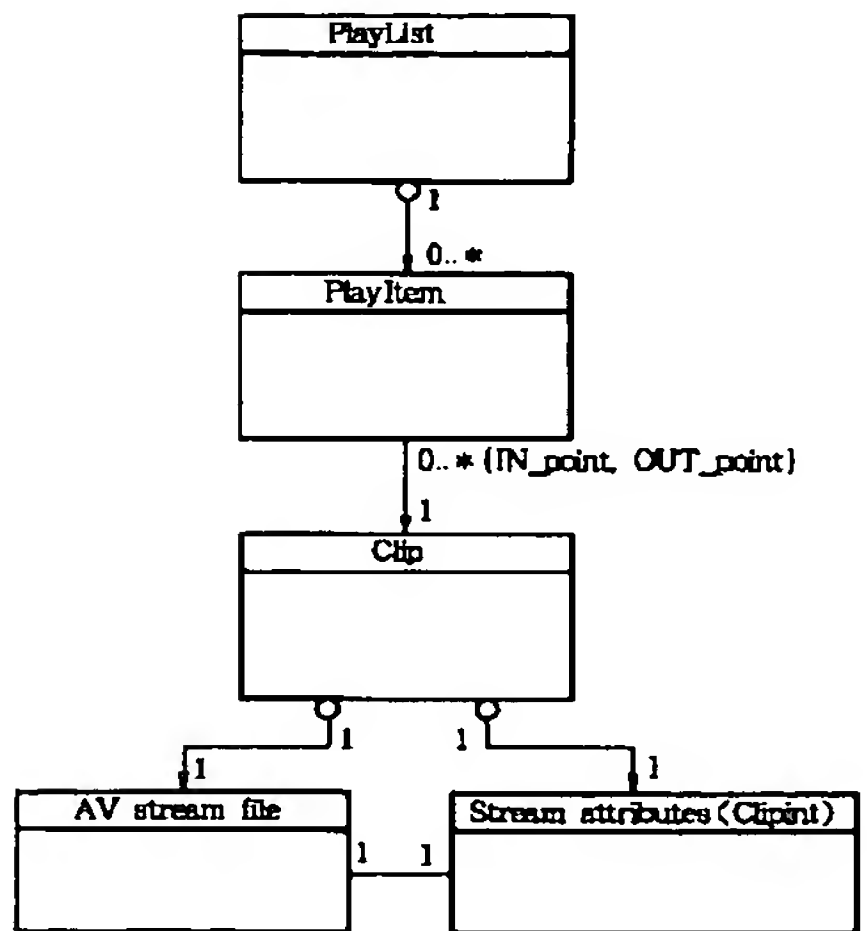 PlayList
1
0..*
PlayItem
0..* {IN_point, OUT_point}
1
Clip
1 1
1 1
AV stream file Stream attributes (Clipint)
1 1